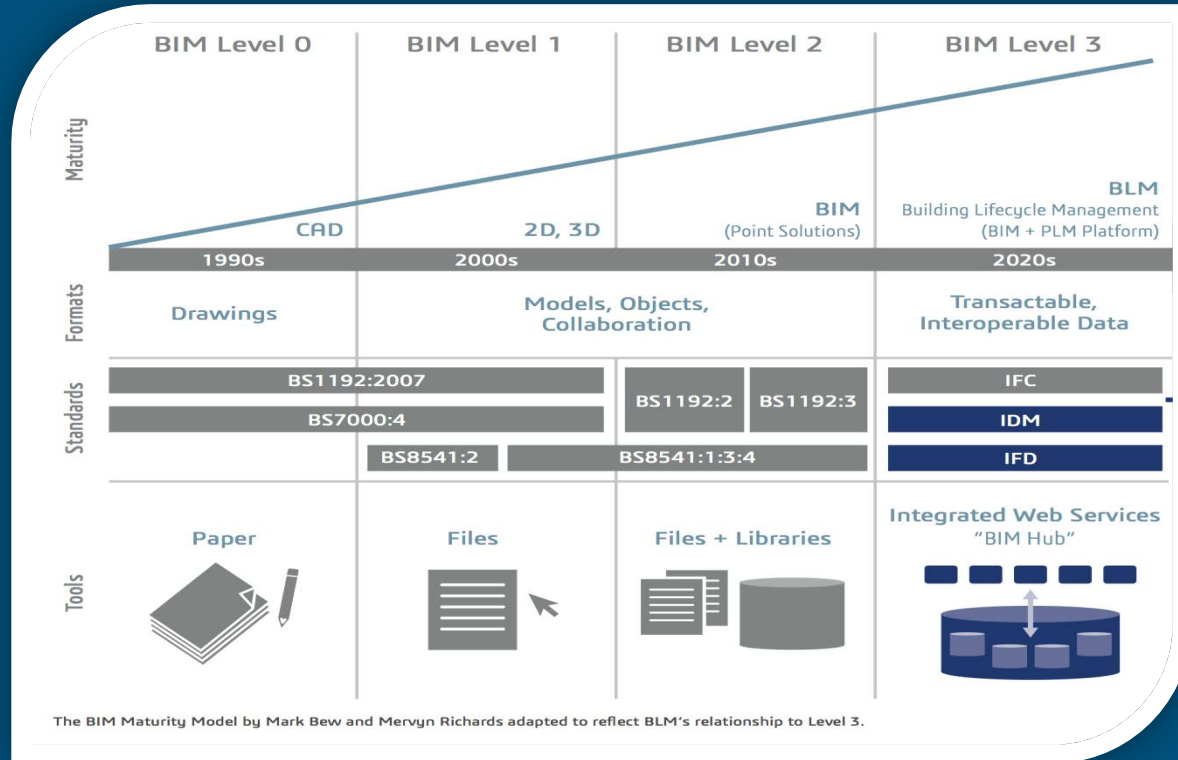 BIM Level 0
BIM Level 1
BIM Level 2
BIM Level 3
Maturity
CAD
2D, 3D
BIM
(Point Solutions)
BLM
Building Lifecycle Management
(BIM + PLM Platform)
1990s
2000s
2010s
2020s
Formats
Drawings
Models, Objects,
Collaboration
Transactable,
Interoperable Data
Standards
BS1192:2007
BS7000:4
BS8541:2
BS8541:1:3:4
BS1192:2
BS1192:3
IFC
IDM
IFD
Tools
Paper
Files
Files + Libraries
Integrated Web Services
"BIM Hub"
The BIM Maturity Model by Mark Bew and Mervyn Richards adapted to reflect BLM's relationship to Level 3.